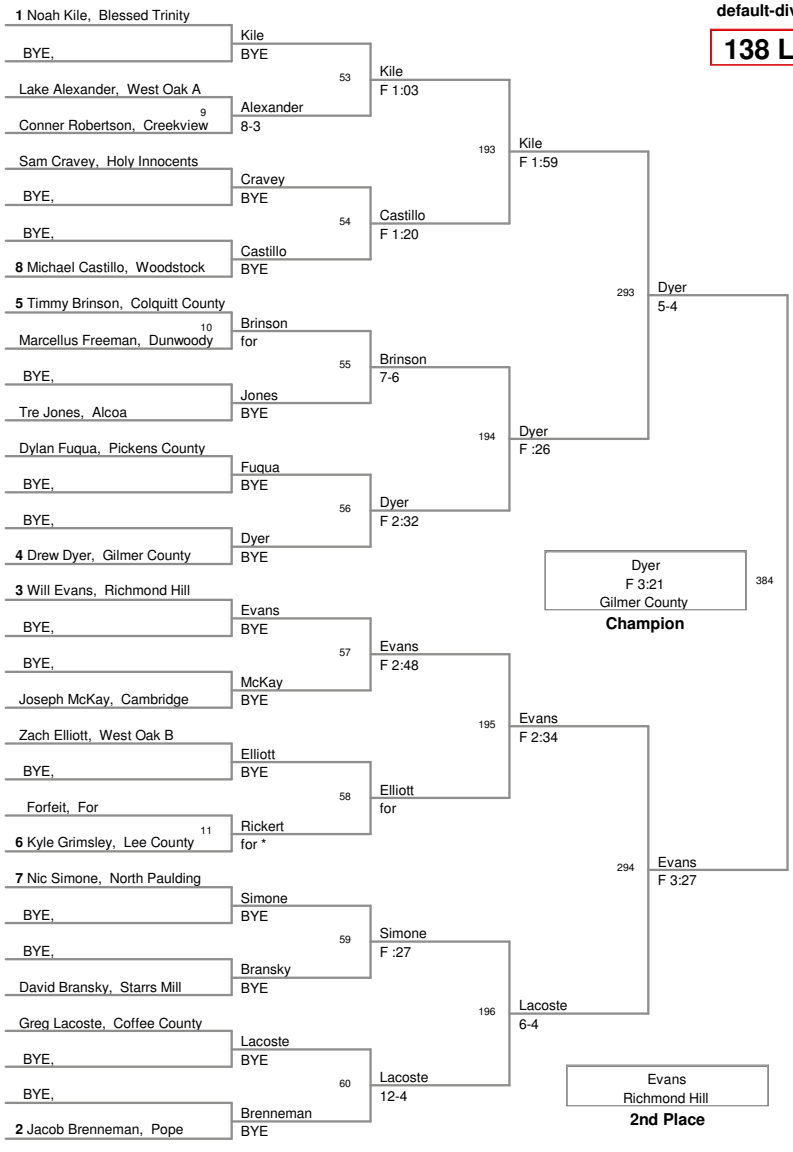 default-div
138 L
1 Noah Kile, Blessed Trinity
Kile
BYE,
BYE
53
Kile
F 1:03
Lake Alexander, West Oak A
9
Alexander
Conner Robertson, Creekview
8-3
193
Kile
F 1:59
Sam Cravey, Holy Innocents
Cravey
BYE,
BYE
54
Castillo
F 1:20
BYE,
Castillo
8 Michael Castillo, Woodstock
BYE
293
Dyer
5-4
5 Timmy Brinson, Colquitt County
10
Brinson
Marcellus Freeman, Dunwoody
for
55
Brinson
7-6
BYE,
Jones
Tre Jones, Alcoa
BYE
194
Dyer
F :26
Dylan Fuqua, Pickens County
Fuqua
BYE,
BYE
56
Dyer
F 2:32
BYE,
Dyer
4 Drew Dyer, Gilmer County
BYE
Dyer
F 3:21
Gilmer County
384
Champion
3 Will Evans, Richmond Hill
Evans
BYE,
BYE
57
Evans
F 2:48
BYE,
McKay
Joseph McKay, Cambridge
BYE
195
Evans
F 2:34
Zach Elliott, West Oak B
Elliott
BYE,
BYE
58
Elliott
for
Forfeit, For
11
Rickert
6 Kyle Grimsley, Lee County
for *
294
Evans
F 3:27
7 Nic Simone, North Paulding
Simone
BYE,
BYE
59
Simone
F :27
BYE,
Bransky
David Bransky, Starrs Mill
BYE
196
Lacoste
6-4
Greg Lacoste, Coffee County
Lacoste
BYE,
BYE
60
Lacoste
12-4
BYE,
Brenneman
2 Jacob Brenneman, Pope
BYE
Evans
Richmond Hill
2nd Place